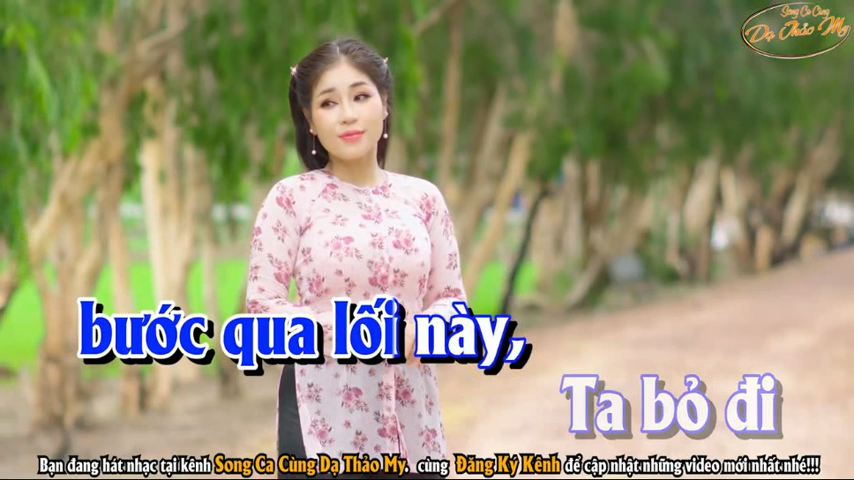 Song Ca Cùng
Dạ Thảo My
bước qua lối này,
Ta bỏ đi
Bạn đang hát nhạc tại kênh Song Ca Cùng Dạ Thảo My, cùng Đăng Ký Kênh để cập nhật những video mới nhất nhé!!!